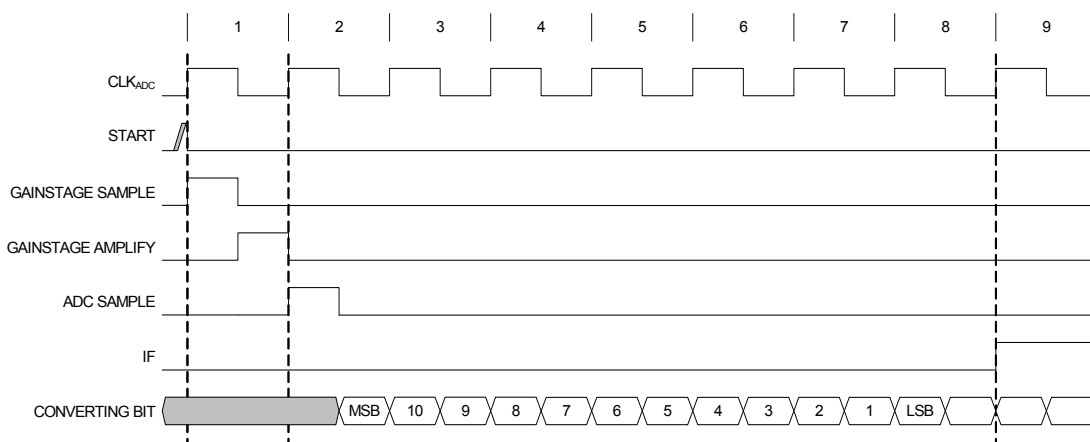 1 2 3 4 5 6 7 8 9
CLKADC
START
GAINSTAGE SAMPLE
GAINSTAGE AMPLIFY
ADC SAMPLE
IF
CONVERTING BIT MSB 10 9 8 7 6 5 4 3 2 1 LSB